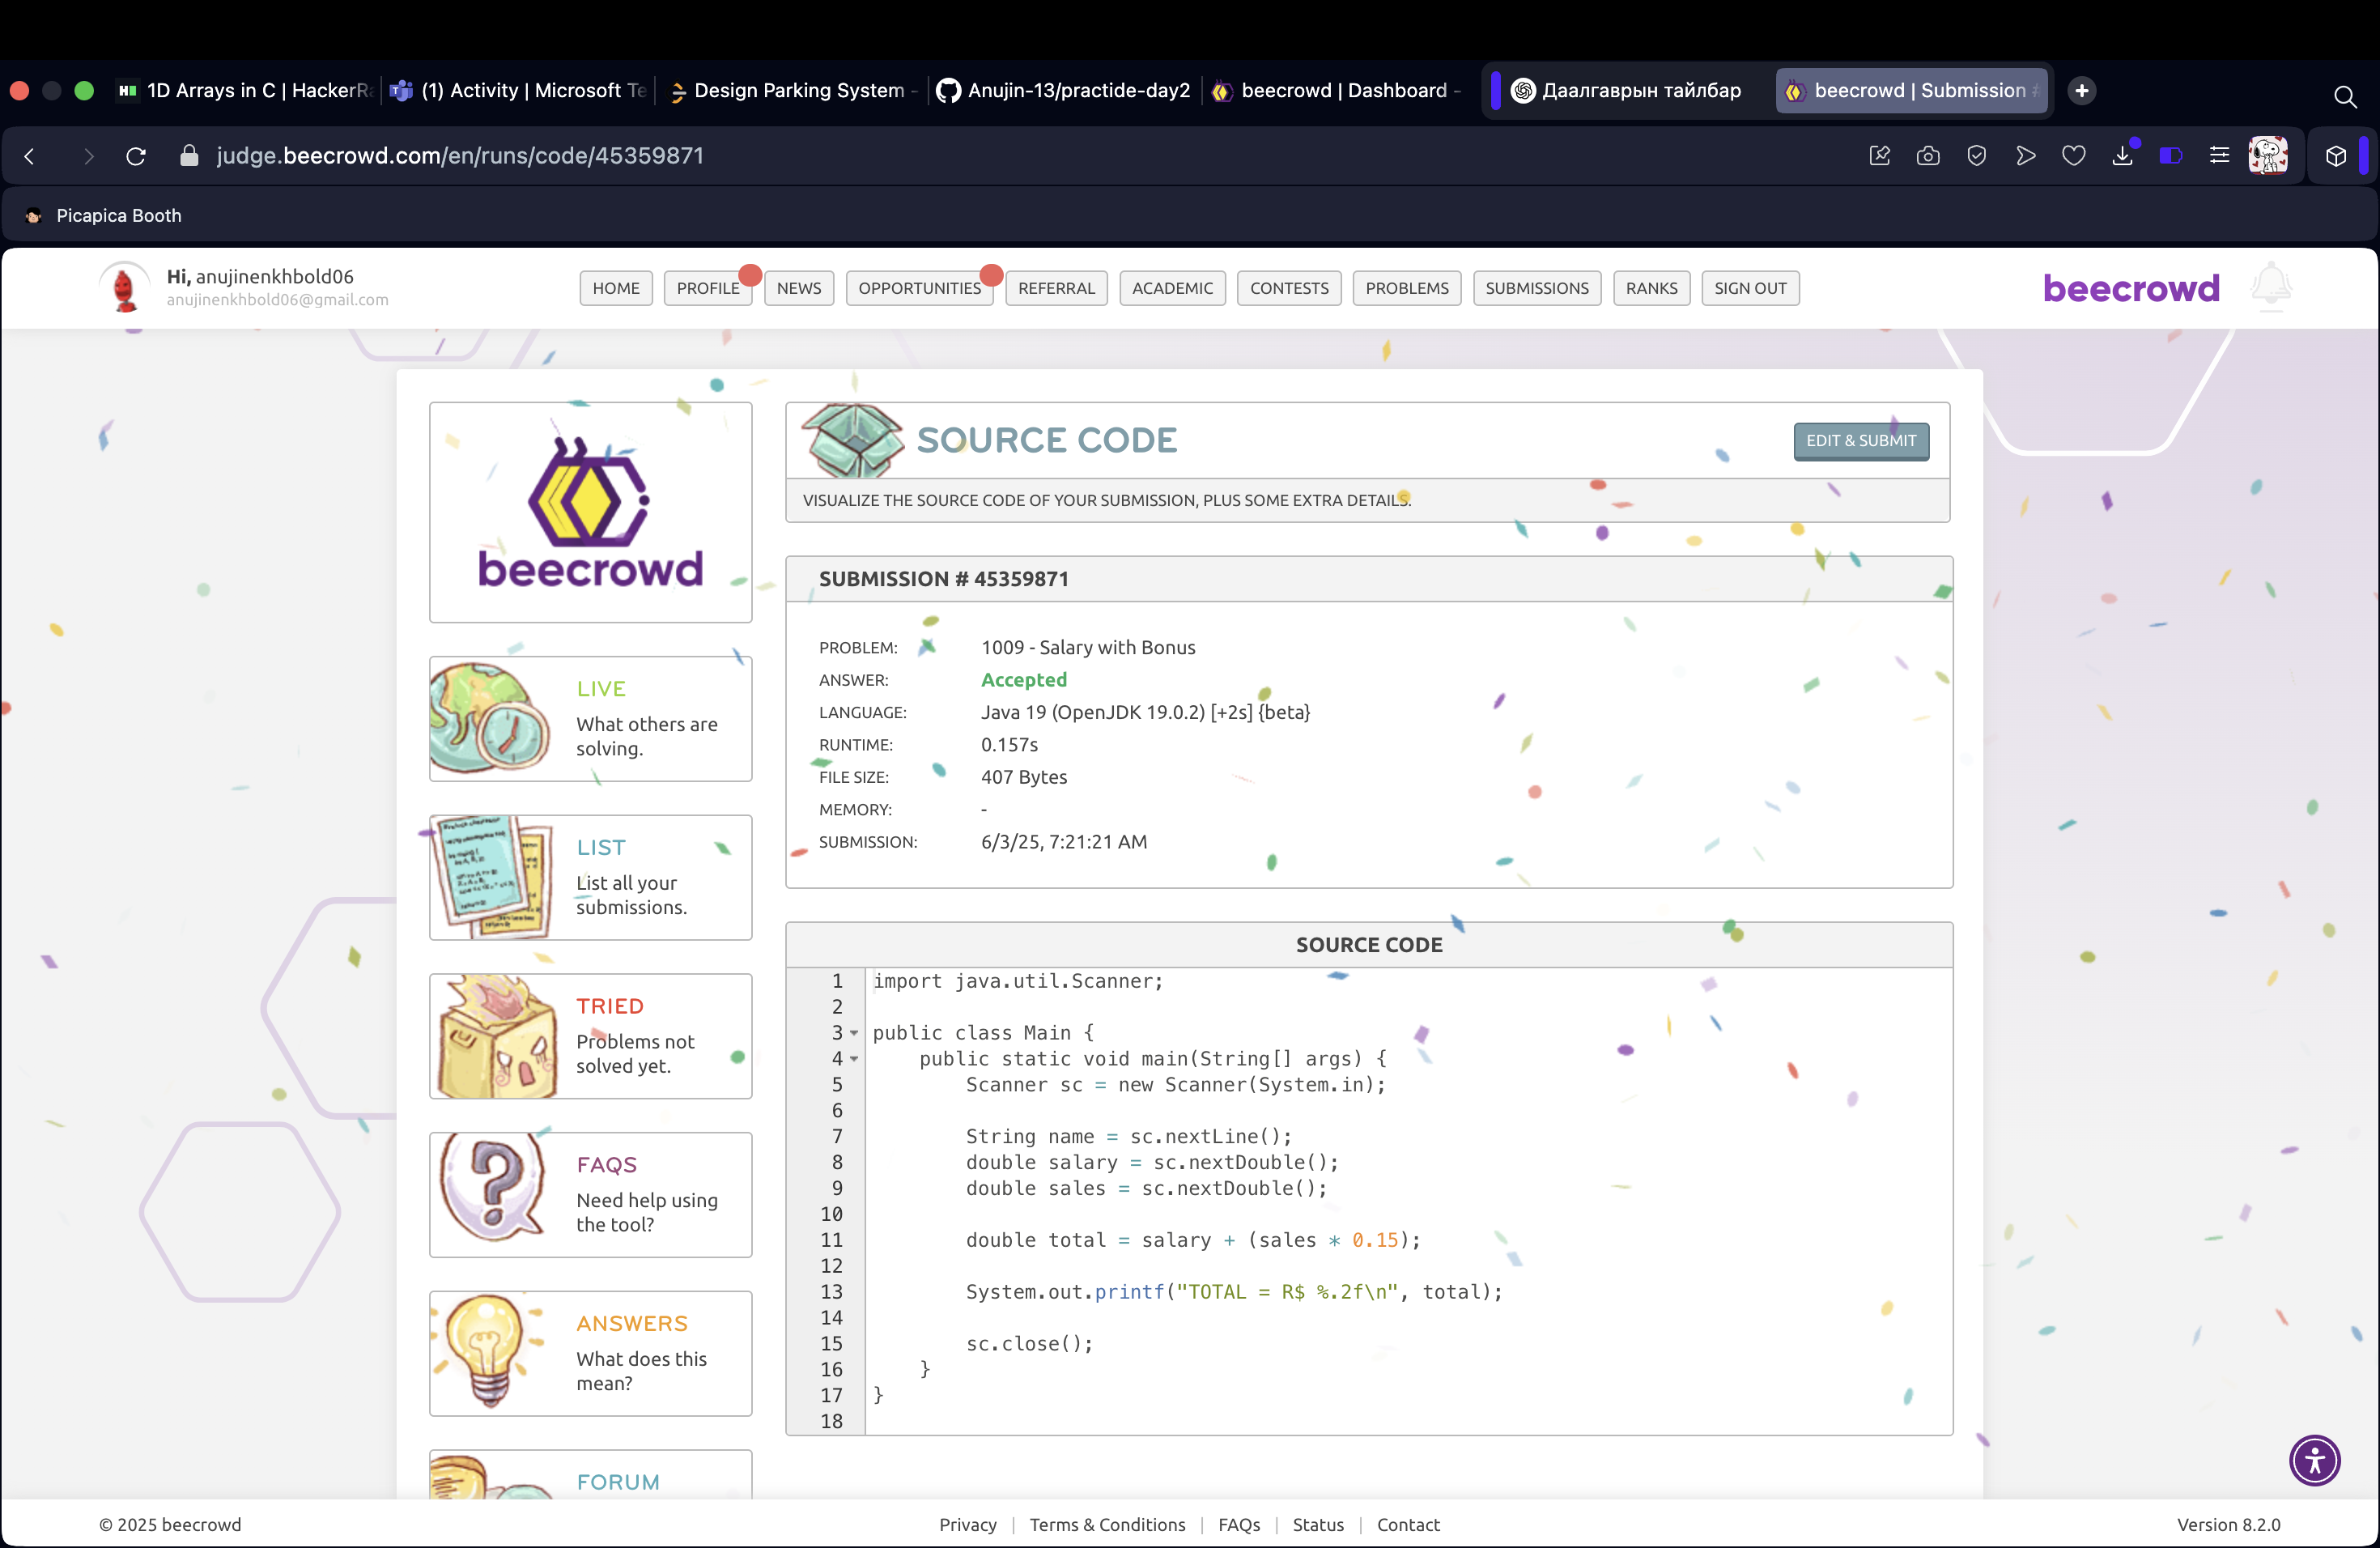 1D Arrays in C | HackerRa
(1) Activity | Microsoft Te
Design Parking System -
Anujin-13/practide-day2
beecrowd | Dashboard -
Даалгаврын тайлбар
beecrowd | Submission #
judge.beecrowd.com/en/runs/code/45359871
Picapica Booth
Hi, anujinenkhbold06
anujinenkhbold06@gmail.com
HOME
PROFILE
NEWS
OPPORTUNITIES
REFERRAL
ACADEMIC
CONTESTS
PROBLEMS
SUBMISSIONS
RANKS
SIGN OUT
beecrowd
beecrowd
LIVE
What others are
solving.
LIST
List all your
submissions.
TRIED
Problems not
solved yet.
FAQS
Need help using
the tool?
ANSWERS
What does this
mean?
FORUM
SOURCE CODE
EDIT & SUBMIT
VISUALIZE THE SOURCE CODE OF YOUR SUBMISSION, PLUS SOME EXTRA DETAILS.
SUBMISSION # 45359871
PROBLEM: 1009 - Salary with Bonus
ANSWER: Accepted
LANGUAGE: Java 19 (OpenJDK 19.0.2) [+2s] {beta}
RUNTIME: 0.157s
FILE SIZE: 407 Bytes
MEMORY: -
SUBMISSION: 6/3/25, 7:21:21 AM
SOURCE CODE
1 import java.util.Scanner;
2
3 public class Main {
4     public static void main(String[] args) {
5         Scanner sc = new Scanner(System.in);
6
7         String name = sc.nextLine();
8         double salary = sc.nextDouble();
9         double sales = sc.nextDouble();
10
11         double total = salary + (sales * 0.15);
12
13         System.out.printf("TOTAL = R$ %.2f\n", total);
14
15         sc.close();
16     }
17 }
18
© 2025 beecrowd
Privacy | Terms & Conditions | FAQs | Status | Contact
Version 8.2.0